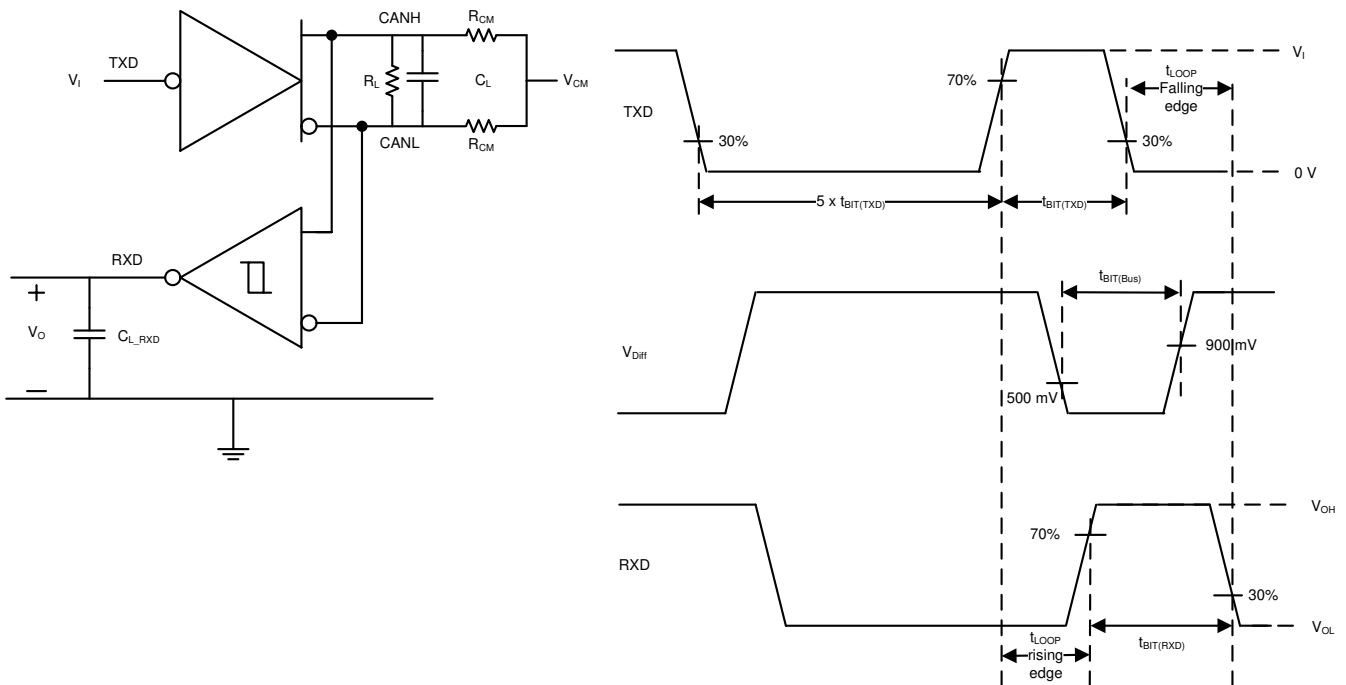 CANH
R_CM
TXD
V_I
R_L
C_L
V_CM
CANL
R_CM
RXD
+
V_O
C_L_RXD
—
V_I
t_LOOP
Falling
edge
70%
TXD
30%
30%
0 V
5 x t_BIT(TXD)
t_BIT(TXD)
t_BIT(Bus)
V_Diff
900 mV
500 mV
V_OH
70%
RXD
30%
V_OL
t_LOOP
rising
edge
t_BIT(RXD)